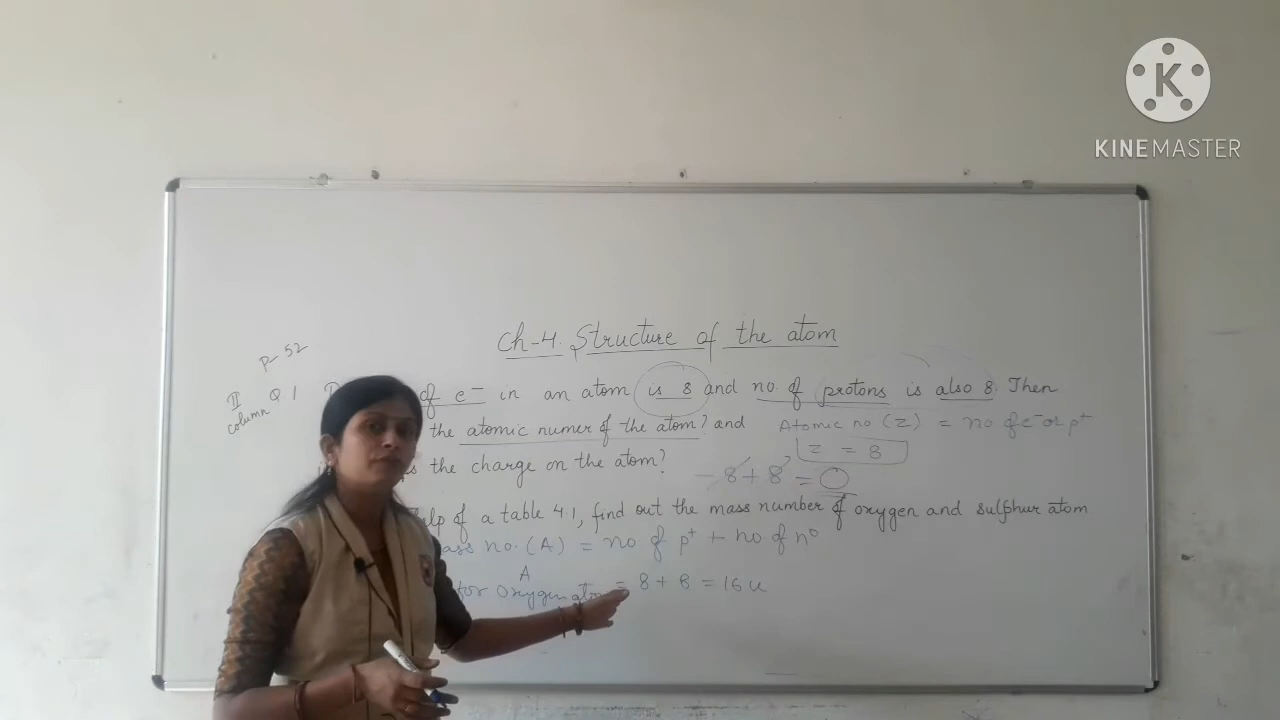 KINEMASTER
Ch-4. Structure of the atom
P-52
II column Q1 of e⁻ in an atom is 8 and no. of protons is also 8 Then
the atomic numer of the atom? and Atomic no (Z) = no of e⁻ or p⁺
Z = 8
the charge on the atom? - 8 + 8 = 0
of a table 4.1, find out the mass number of oxygen and sulphur atom
no. (A) = no of p⁺ + no of n⁰
A
for Oxygen atom = 8 + 8 = 16 u